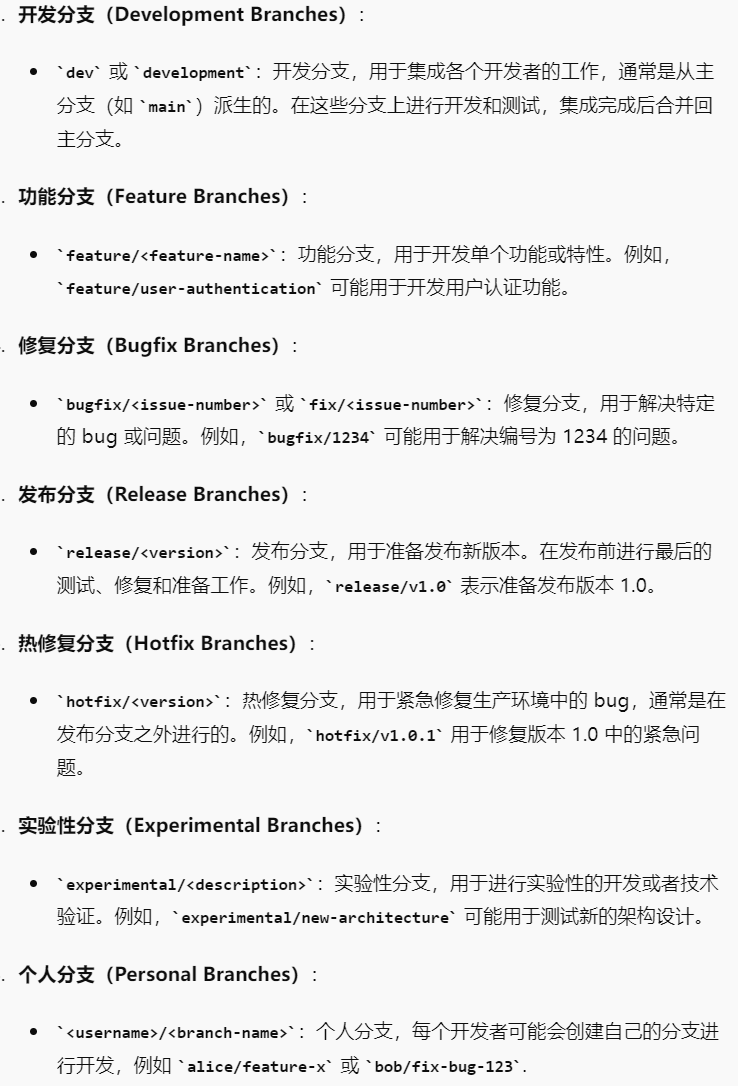 . 开发分支（Development Branches）:
• `dev` 或 `development`：开发分支，用于集成各个开发者的工作，通常是从主
分支（如 `main`）派生的。在这些分支上进行开发和测试，集成完成后合并回
主分支。
. 功能分支（Feature Branches）:
• `feature/<feature-name>`：功能分支，用于开发单个功能或特性。例如，
`feature/user-authentication` 可能用于开发用户认证功能。
. 修复分支（Bugfix Branches）:
• `bugfix/<issue-number>` 或 `fix/<issue-number>`：修复分支，用于解决特定
的 bug 或问题。例如，`bugfix/1234` 可能用于解决编号为 1234 的问题。
. 发布分支（Release Branches）:
• `release/<version>`：发布分支，用于准备发布新版本。在发布前进行最后的
测试、修复和准备工作。例如，`release/v1.0` 表示准备发布版本 1.0。
. 热修复分支（Hotfix Branches）:
• `hotfix/<version>`：热修复分支，用于紧急修复生产环境中的 bug，通常是在
发布分支之外进行的。例如，`hotfix/v1.0.1` 用于修复版本 1.0 中的紧急问
题。
. 实验性分支（Experimental Branches）:
• `experimental/<description>`：实验性分支，用于进行实验性的开发或者技术
验证。例如，`experimental/new-architecture` 可能用于测试新的架构设计。
. 个人分支（Personal Branches）:
• `<username>/<branch-name>`：个人分支，每个开发者可能会创建自己的分支进
行开发，例如 `alice/feature-x` 或 `bob/fix-bug-123`.